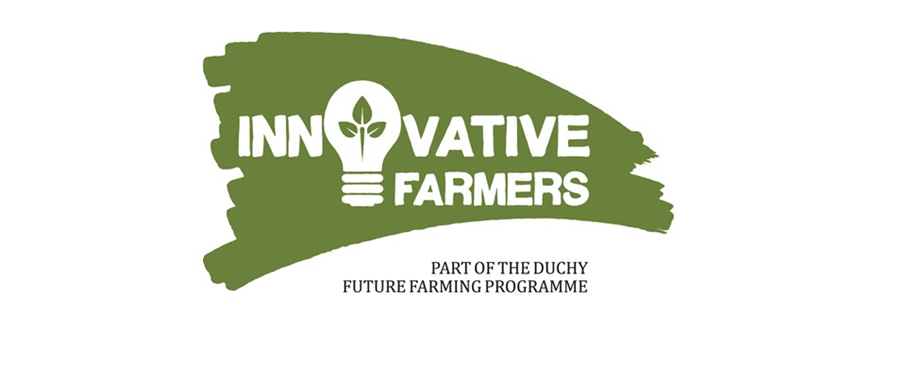 INNOVATIVE
FARMERS
PART OF THE DUCHY
FUTURE FARMING PROGRAMME